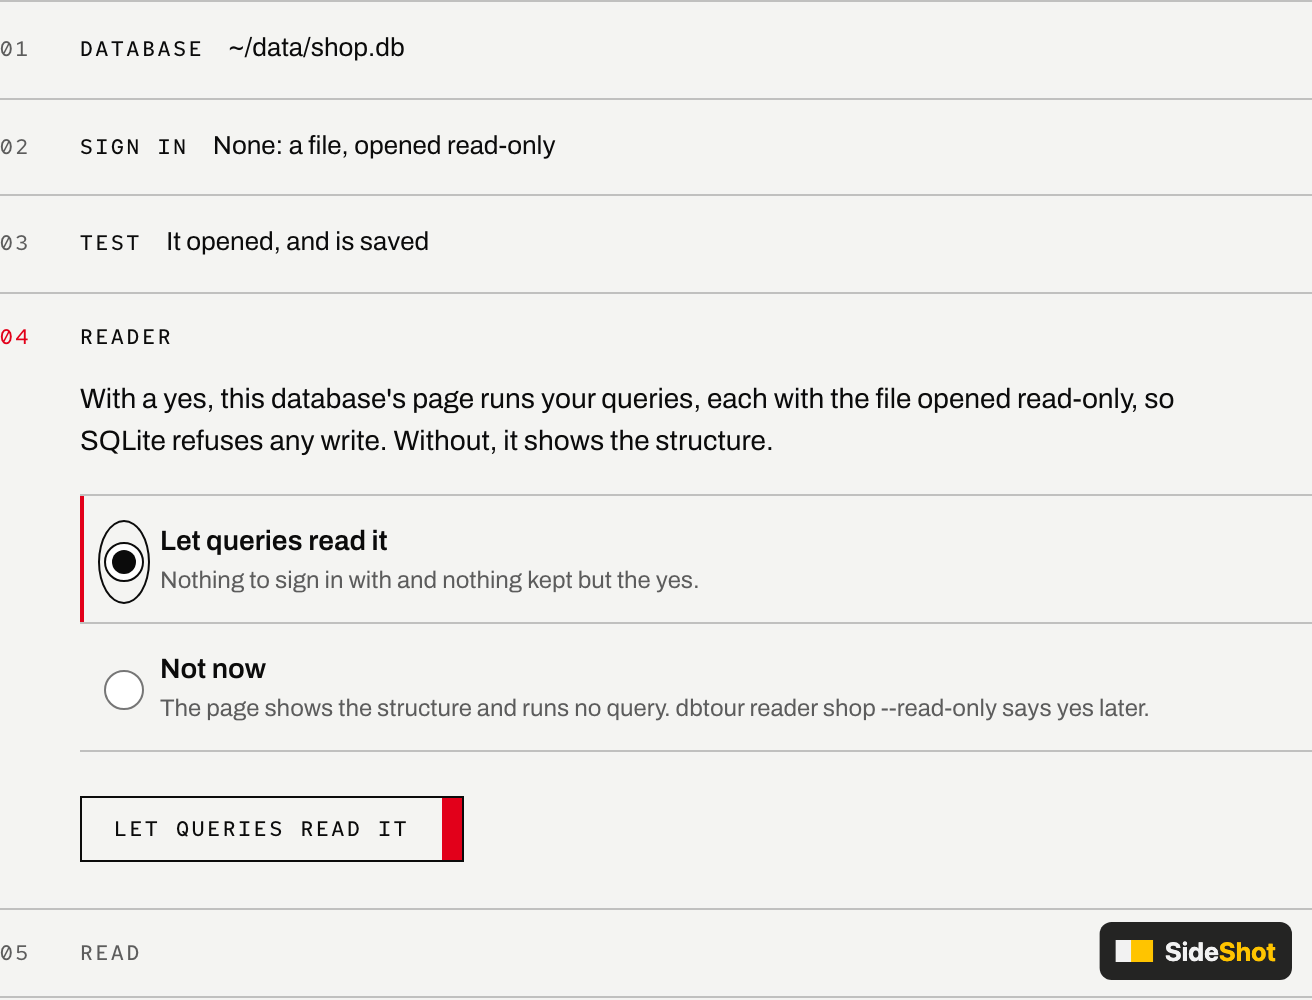 01 DATABASE ~/data/shop.db
02 SIGN IN None: a file, opened read-only
03 TEST It opened, and is saved
04 READER
With a yes, this database's page runs your queries, each with the file opened read-only, so
SQLite refuses any write. Without, it shows the structure.
Let queries read it
Nothing to sign in with and nothing kept but the yes.
Not now
The page shows the structure and runs no query. dbtour reader shop --read-only says yes later.
LET QUERIES READ IT
05 READ
SideShot